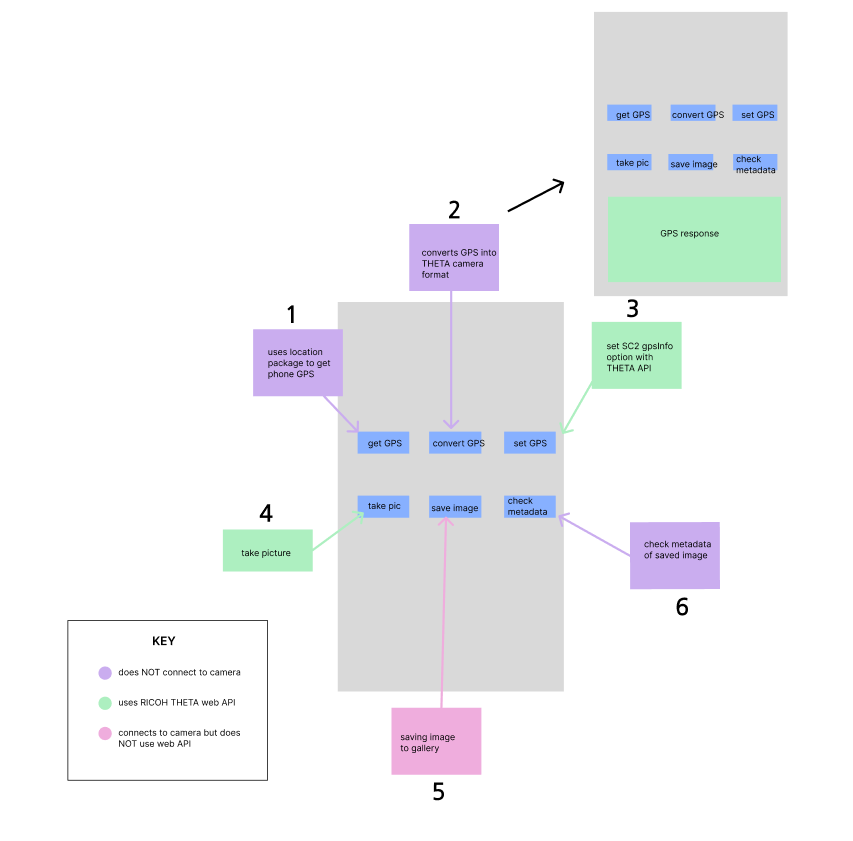 get GPS
convert GPS
set GPS
take pic
save image
check
metadata
GPS response
2
converts GPS into
THETA camera
format
1
uses location
package to get
phone GPS
3
set SC2 gpsInfo
option with
THETA API
get GPS
convert GPS
set GPS
take pic
save image
check
metadata
4
take picture
check metadata
of saved image
6
KEY
does NOT connect to camera
uses RICOH THETA web API
connects to camera but does
NOT use web API
saving image
to gallery
5